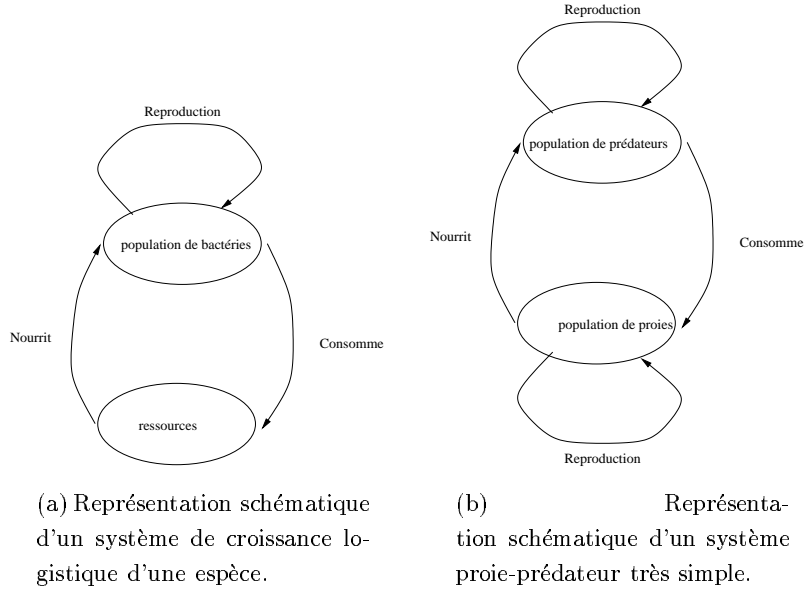 Reproduction
population de bactéries
Nourrit
Consomme
ressources
(a) Représentation schématique
d'un système de croissance lo-
gistique d'une espèce.
Reproduction
population de prédateurs
Nourrit
Consomme
population de proies
Reproduction
(b) Représenta-
tion schématique d'un système
proie-prédateur très simple.